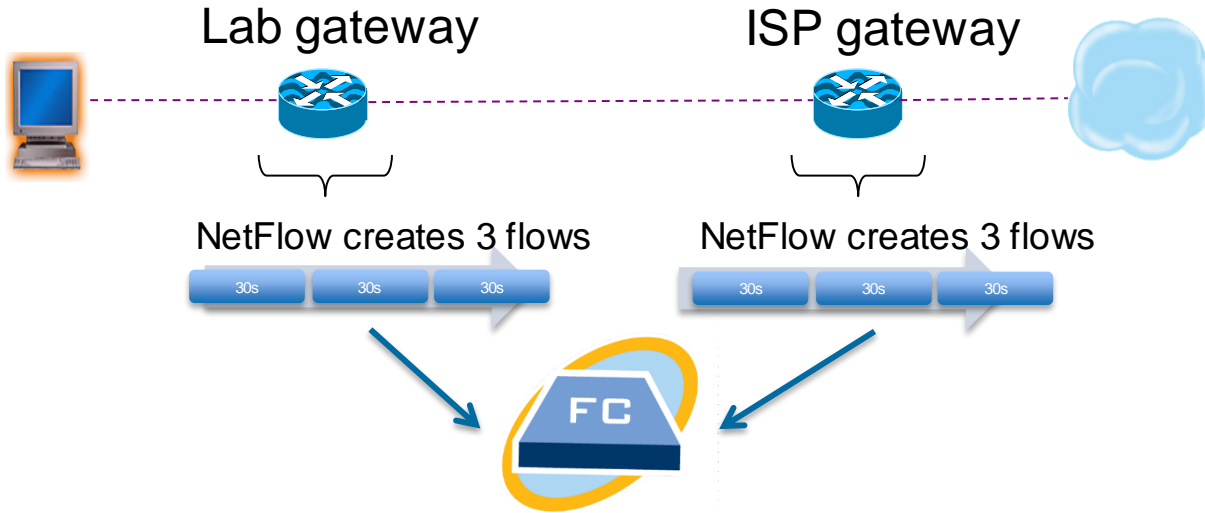 Lab gateway
ISP gateway
NetFlow creates 3 flows
NetFlow creates 3 flows
30s 30s 30s
30s 30s 30s
FC